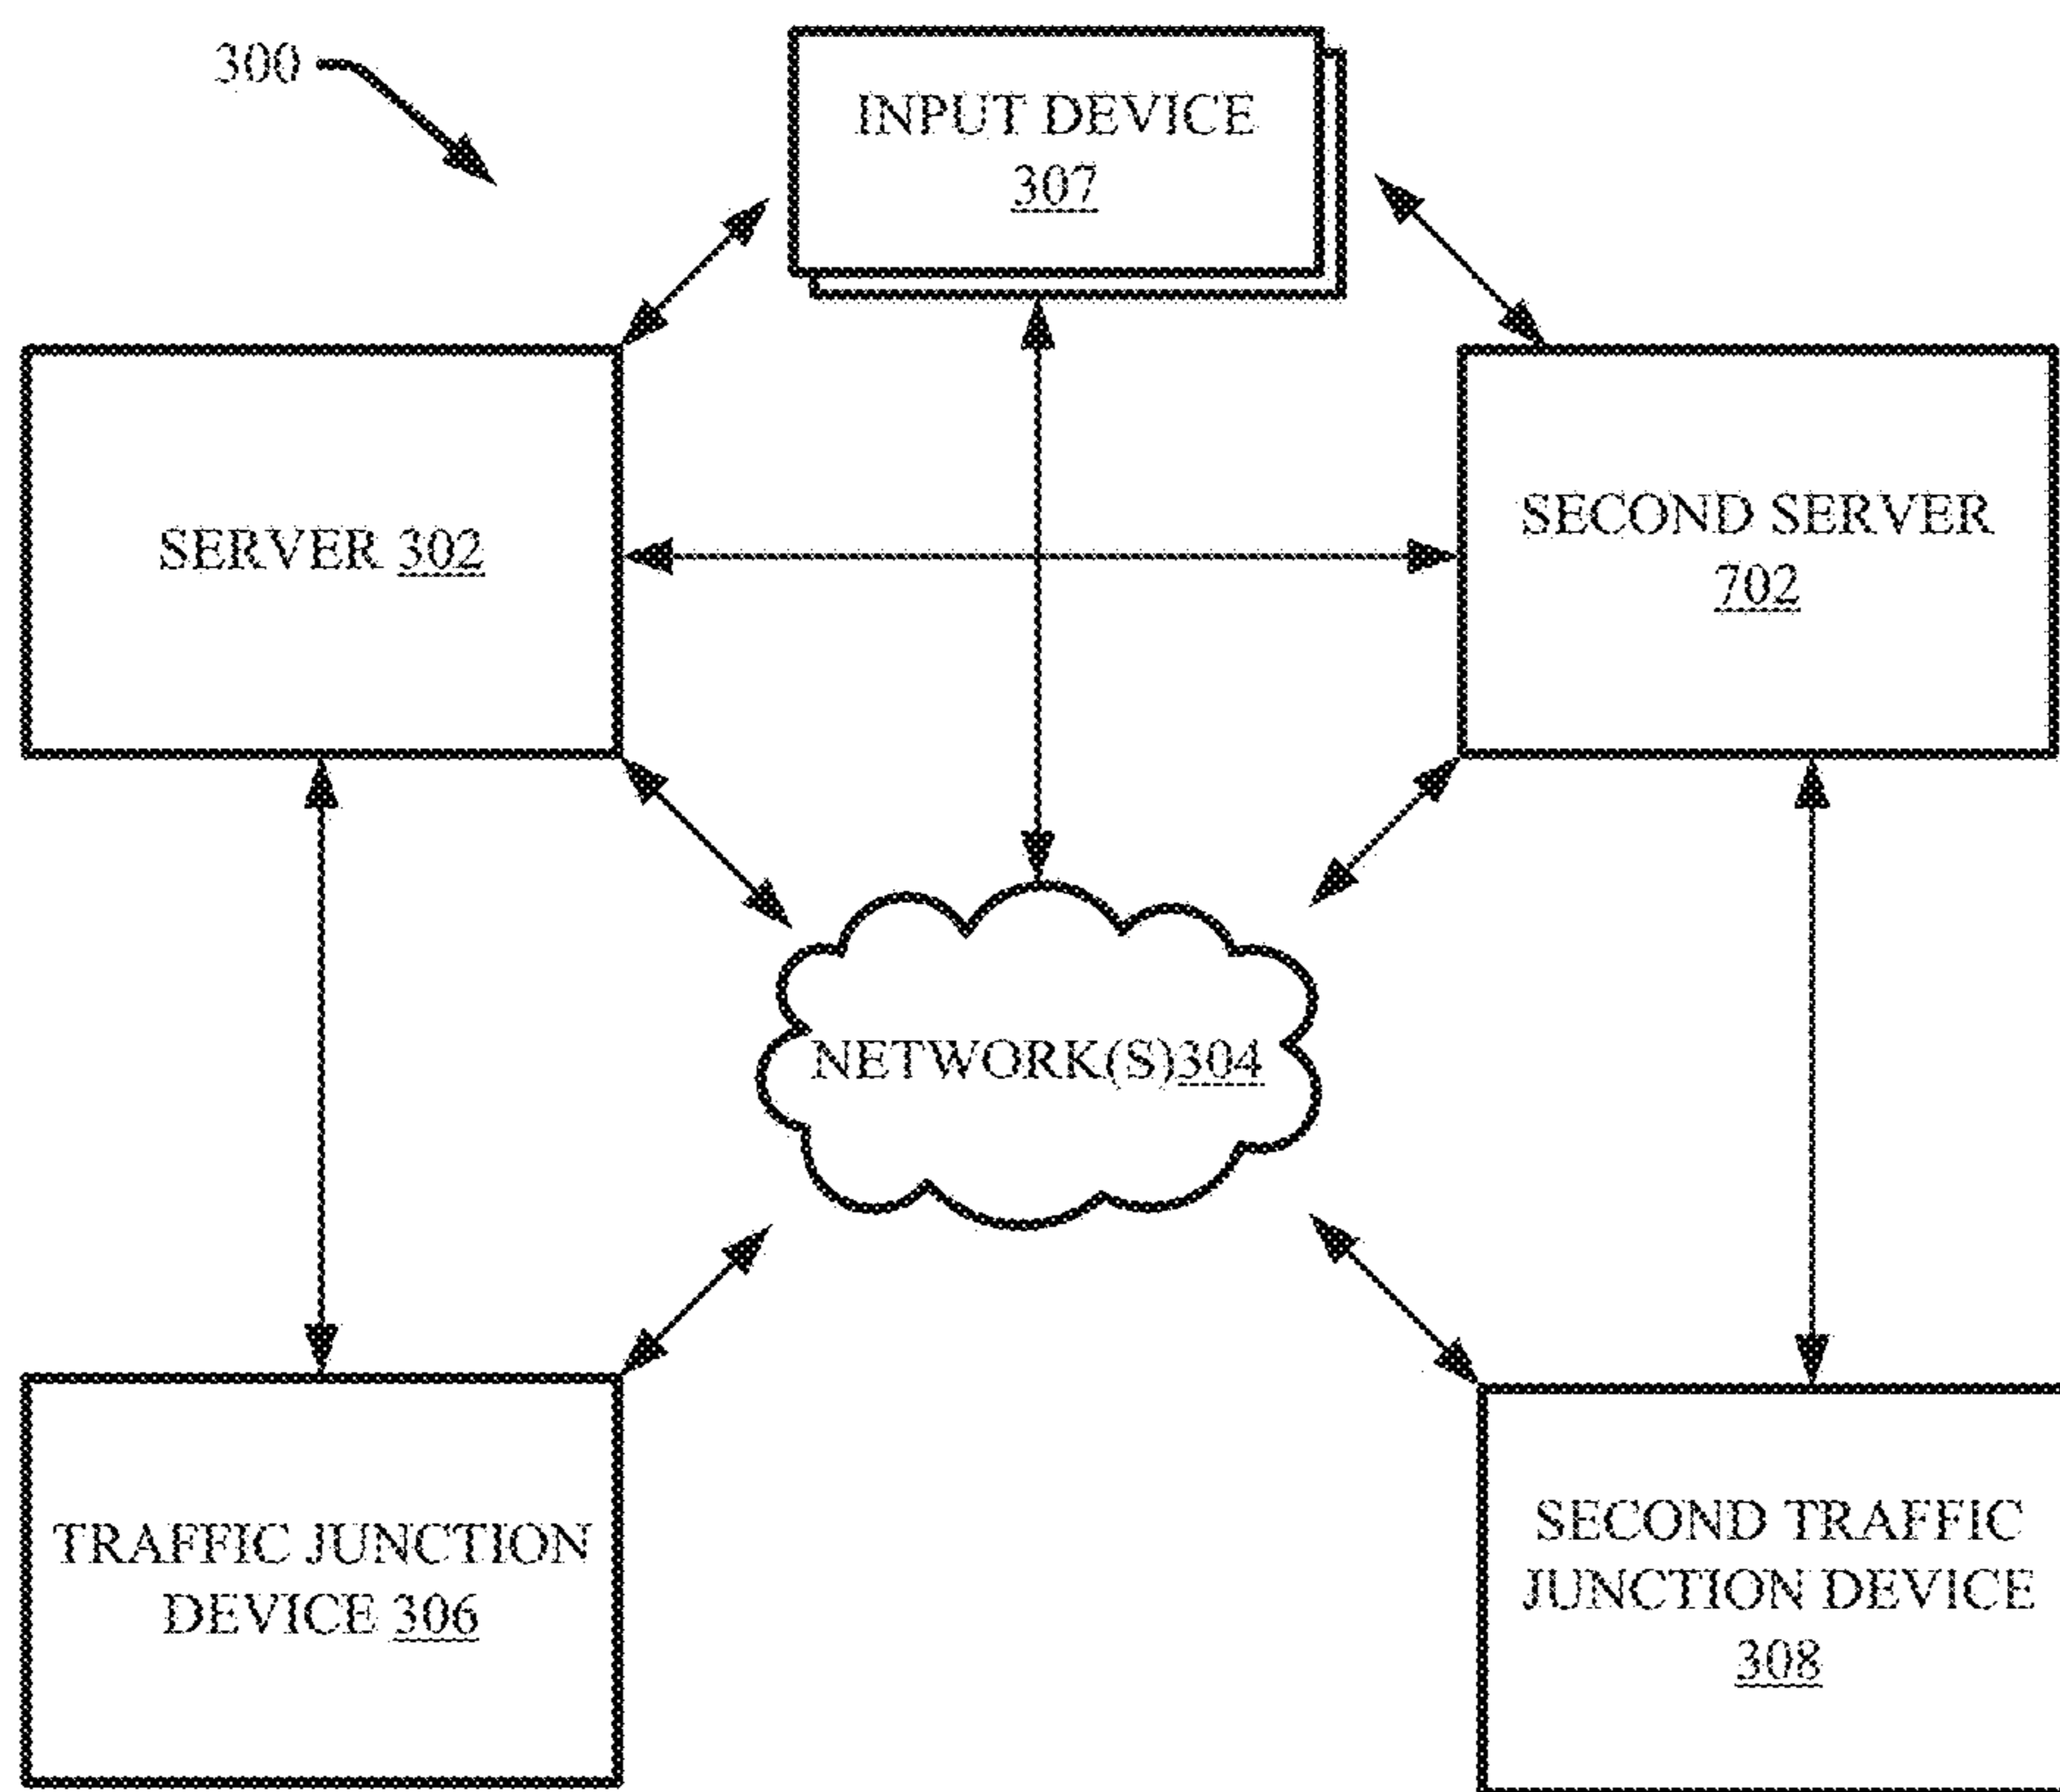 300
INPUT DEVICE
307
SERVER 302
SECOND SERVER
702
NETWORK(S)304
TRAFFIC JUNCTION
DEVICE 306
SECOND TRAFFIC
JUNCTION DEVICE
308